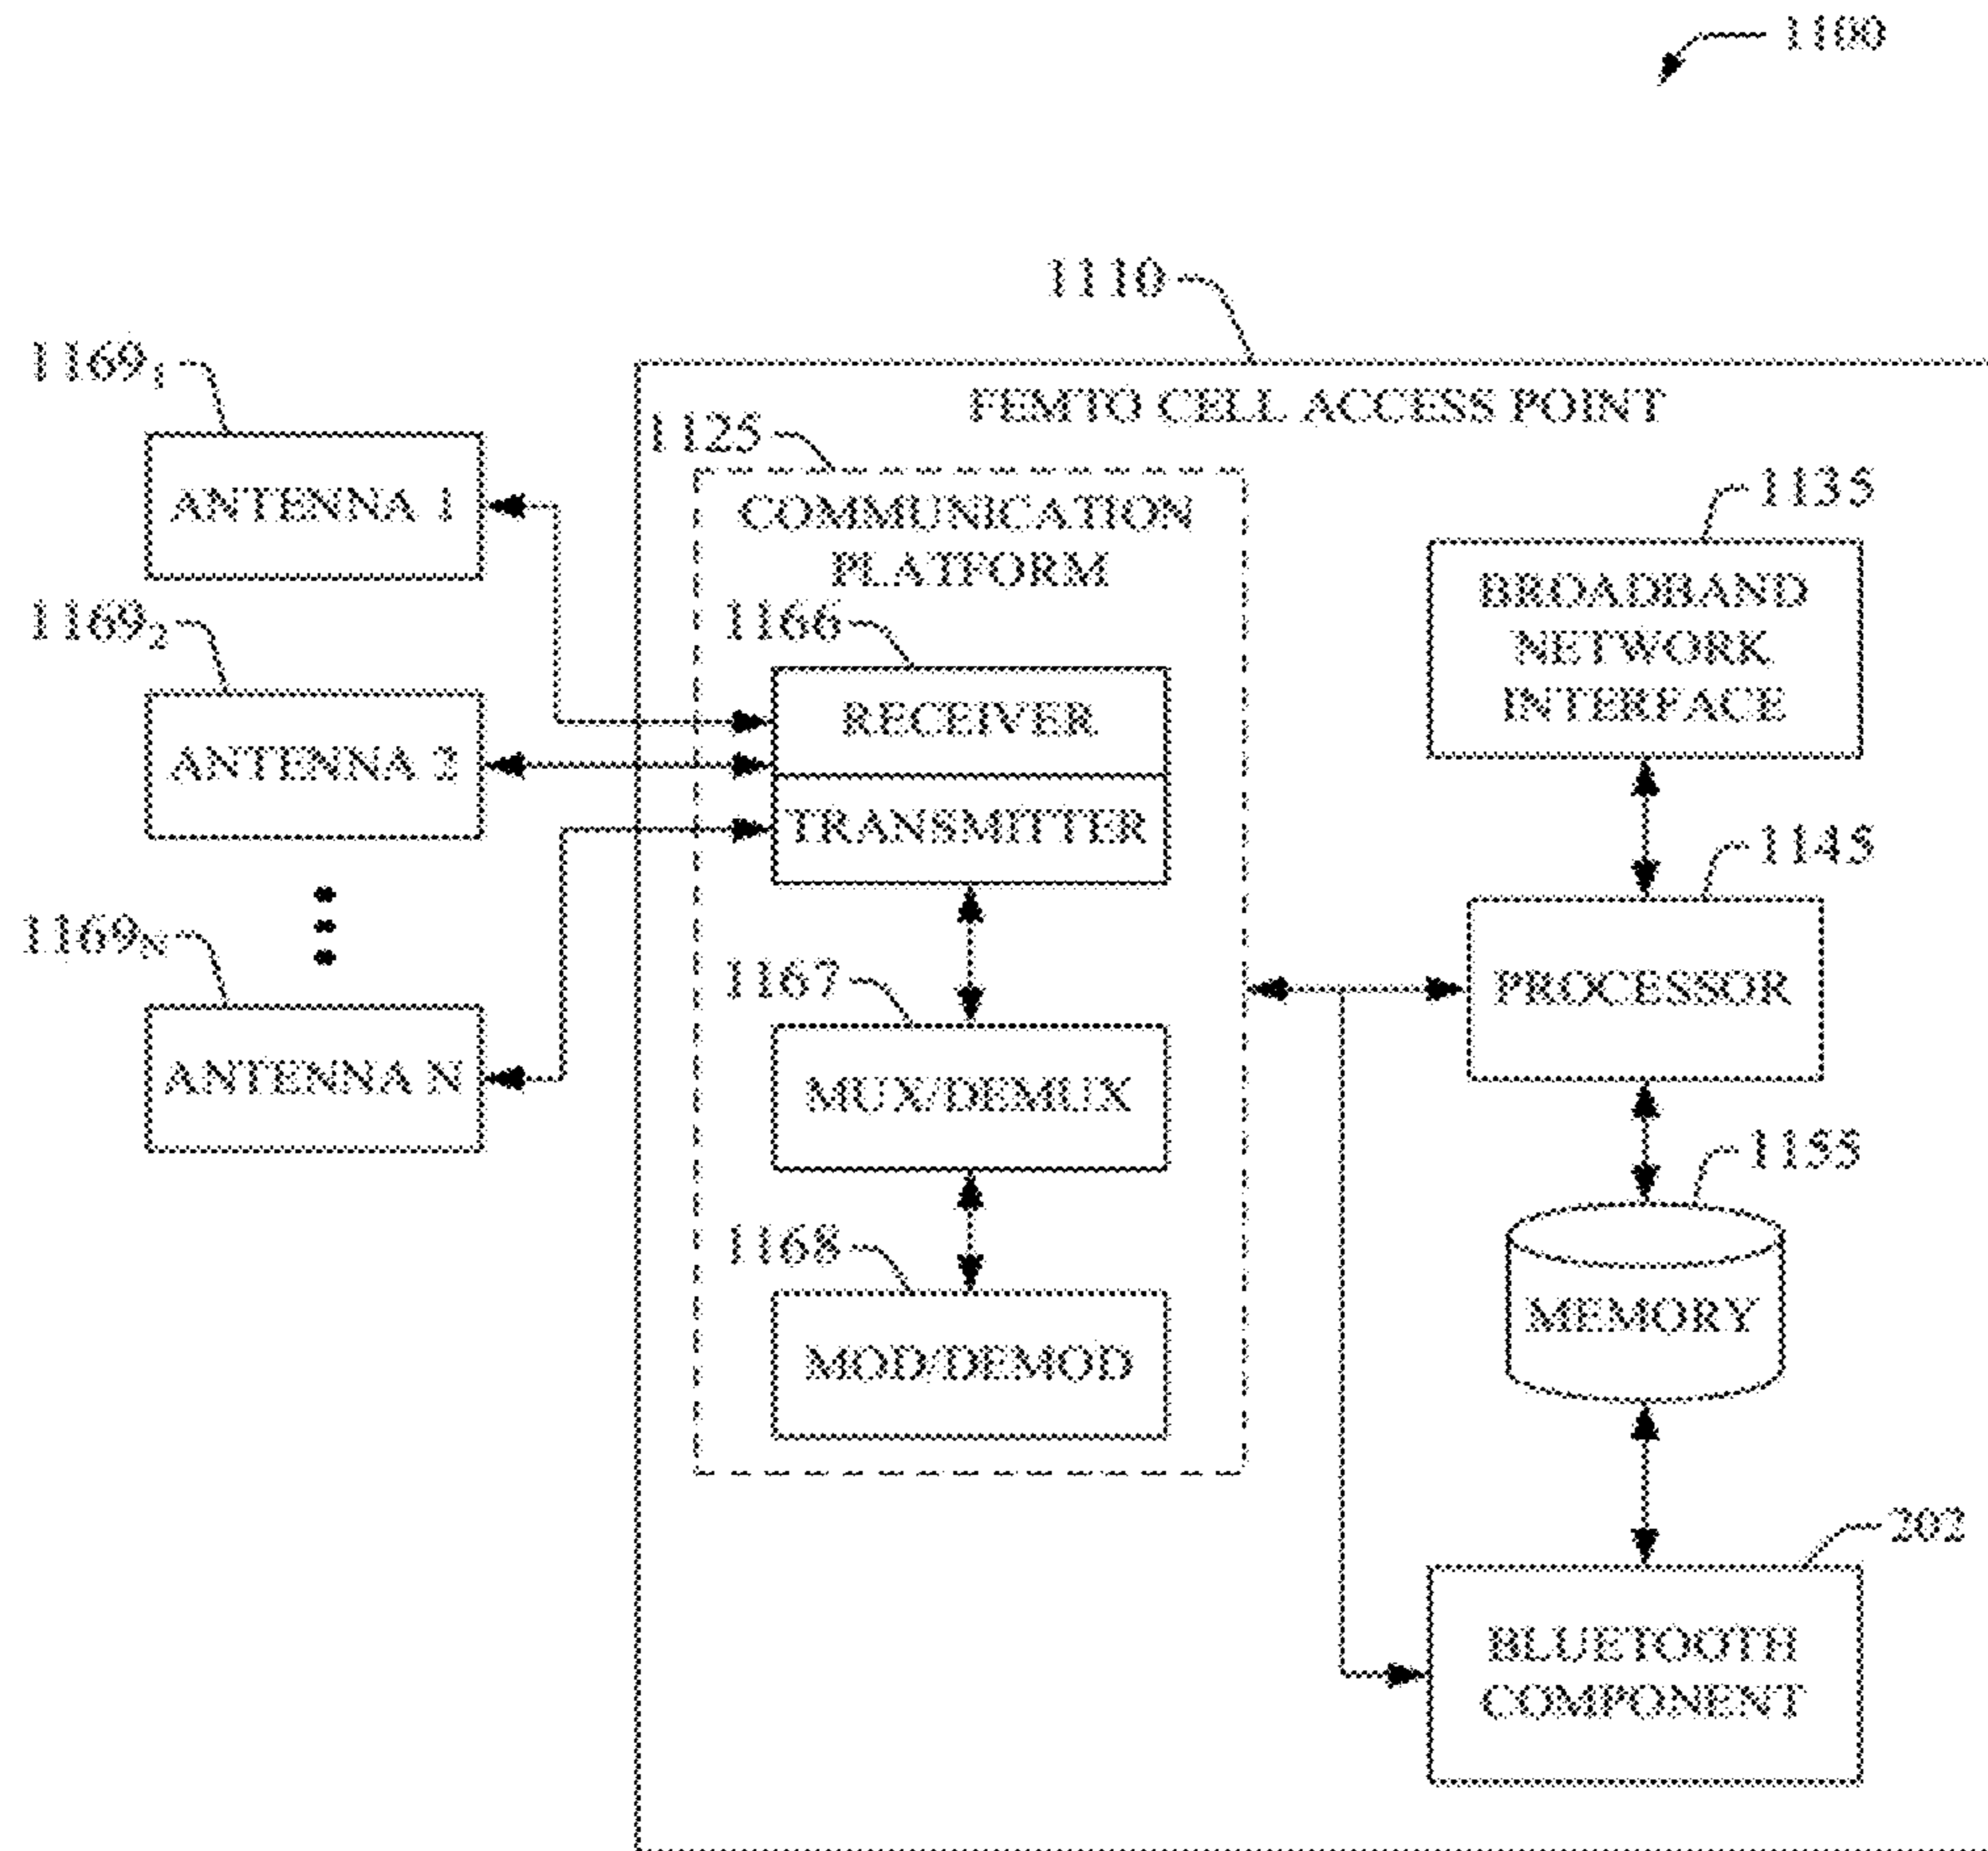 1100
1110
1169₁
FEMTO CELL ACCESS POINT
1125
ANTENNA 1
COMMUNICATION
PLATFORM
1135
BROADBAND
NETWORK
INTERFACE
1169₂
1166
ANTENNA 2
RECEIVER
TRANSMITTER
1145
PROCESSOR
1169N
ANTENNA N
1167
MUX/DEMUX
1155
MEMORY
1168
MOD/DEMOD
202
BLUETOOTH
COMPONENT